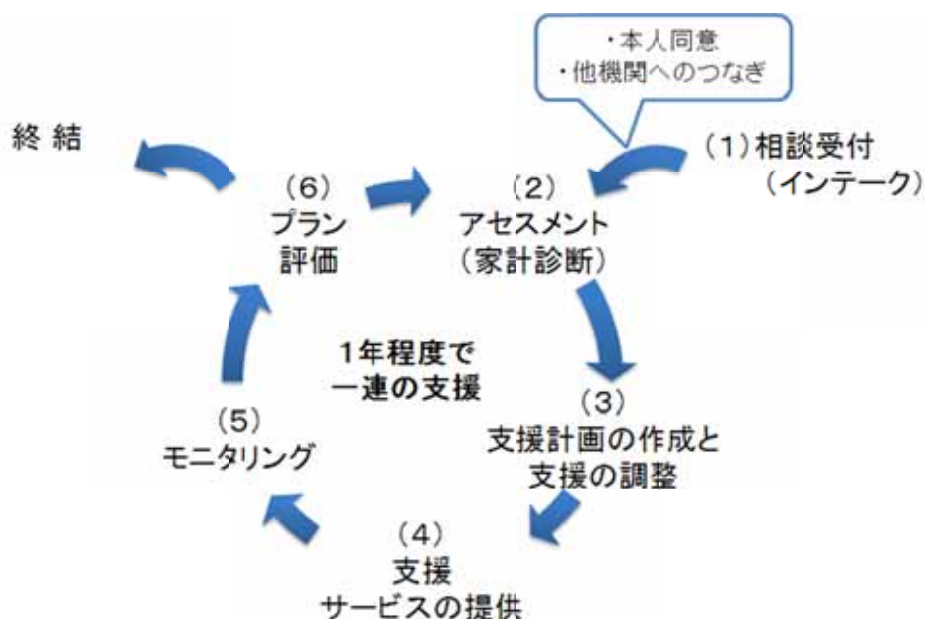 ・本人同意
・他機関へのつなぎ
(1)相談受付
(インテーク)
(2)
アセスメント
(家計診断)
(3)
支援計画の作成と
支援の調整
(4)
支援
サービスの提供
(5)
モニタリング
(6)
プラン
評価
終 結
1年程度で
一連の支援